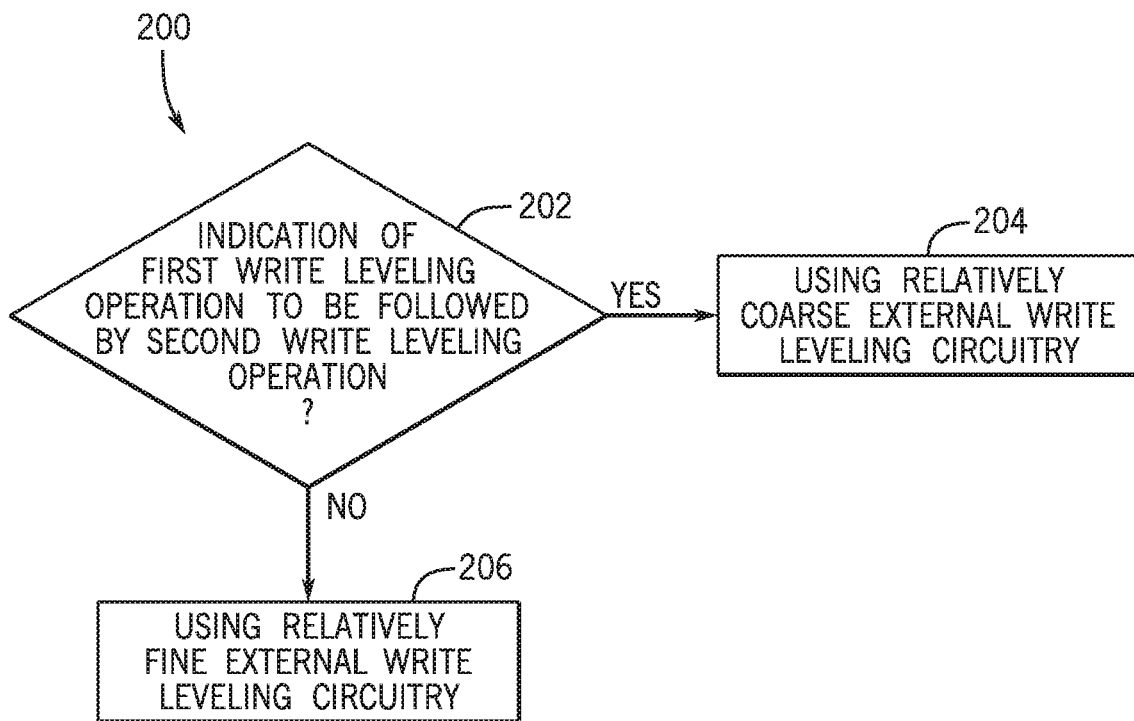 200
202
INDICATION OF
FIRST WRITE LEVELING
OPERATION TO BE FOLLOWED
BY SECOND WRITE LEVELING
OPERATION
?
YES
204
USING RELATIVELY
COARSE EXTERNAL WRITE
LEVELING CIRCUITRY
NO
206
USING RELATIVELY
FINE EXTERNAL WRITE
LEVELING CIRCUITRY